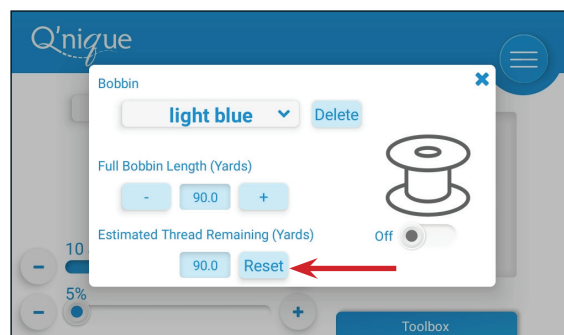 Q'nique
Bobbin
light blue
Delete
Full Bobbin Length (Yards)
- 90.0 +
Estimated Thread Remaining (Yards)
Off
90.0 Reset
10
-
5%
- +
Toolbox